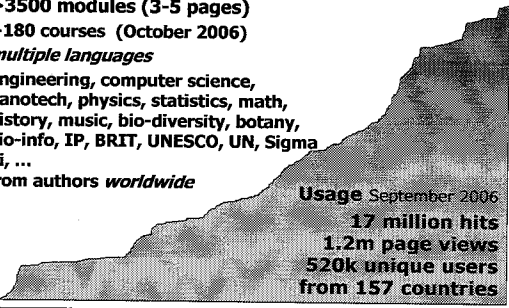 >3500 modules (3-5 pages)
180 courses (October 2006)
multiple languages
ngineering, computer science,
anotech, physics, statistics, math,
istory, music, bio-diversity, botany,
io-info, IP, BRIT, UNESCO, UN, Sigma
i, ...
rom authors worldwide
Usage September 2006
17 million hits
1.2m page views
520k unique users
from 157 countries